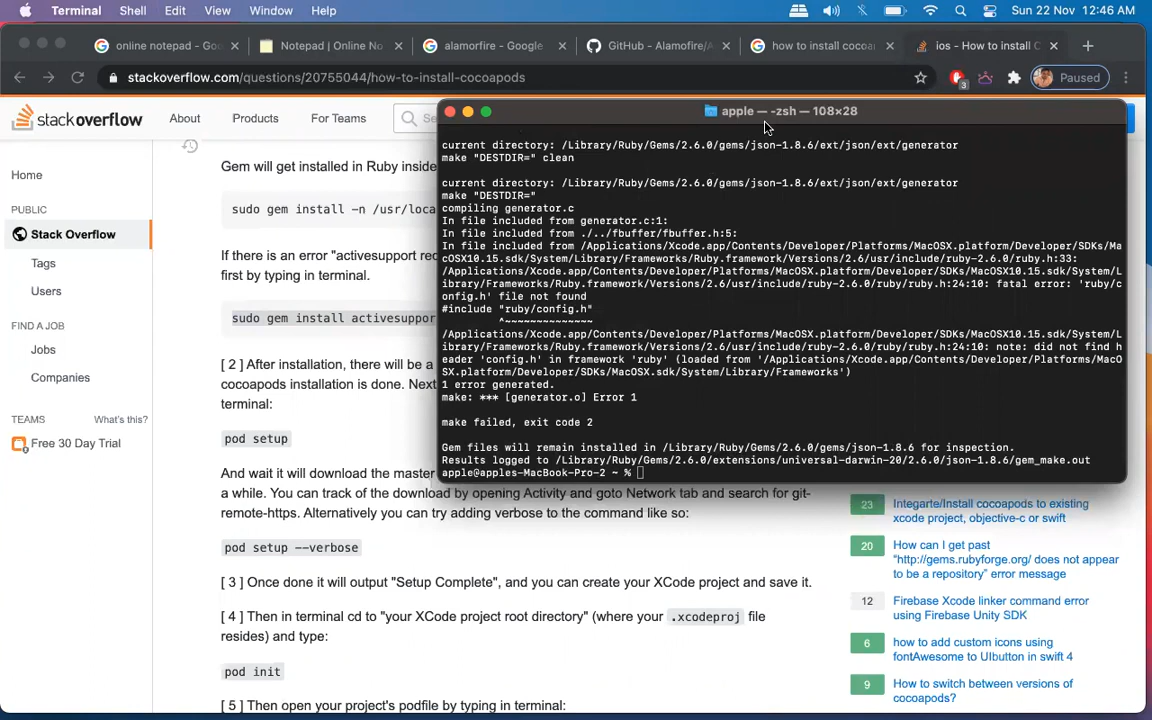 Terminal Shell Edit View Window Help Sun 22 Nov 12:46 AM
online notepad - Goo
Notepad | Online No
alamorfire - Google
GitHub - Alamofire/A
how to install cocoap
ios - How to install C
stackoverflow.com/questions/20755044/how-to-install-cocoapods
3
Paused
stackoverflow
About Products For Teams Se
Home
PUBLIC
Stack Overflow
Tags
Users
FIND A JOB
Jobs
Companies
TEAMS What's this?
Free 30 Day Trial
Gem will get installed in Ruby inside
sudo gem install -n /usr/loca
If there is an error "activesupport rec
first by typing in terminal.
sudo gem install activesuppor
[ 2 ] After installation, there will be a
cocoapods installation is done. Next
terminal:
pod setup
And wait it will download the master
a while. You can track of the download by opening Activity and goto Network tab and search for git-
remote-https. Alternatively you can try adding verbose to the command like so:
pod setup --verbose
[ 3 ] Once done it will output "Setup Complete", and you can create your XCode project and save it.
[ 4 ] Then in terminal cd to "your XCode project root directory" (where your .xcodeproj file
resides) and type:
pod init
[ 5 ] Then open your project's podfile by typing in terminal:
apple — -zsh — 108×28
current directory: /Library/Ruby/Gems/2.6.0/gems/json-1.8.6/ext/json/ext/generator
make "DESTDIR=" clean
current directory: /Library/Ruby/Gems/2.6.0/gems/json-1.8.6/ext/json/ext/generator
make "DESTDIR="
compiling generator.c
In file included from generator.c:1:
In file included from ./../fbuffer/fbuffer.h:5:
In file included from /Applications/Xcode.app/Contents/Developer/Platforms/MacOSX.platform/Developer/SDKs/Ma
cOSX10.15.sdk/System/Library/Frameworks/Ruby.framework/Versions/2.6/usr/include/ruby-2.6.0/ruby.h:33:
/Applications/Xcode.app/Contents/Developer/Platforms/MacOSX.platform/Developer/SDKs/MacOSX10.15.sdk/System/L
ibrary/Frameworks/Ruby.framework/Versions/2.6/usr/include/ruby-2.6.0/ruby/ruby.h:24:10: fatal error: 'ruby/c
onfig.h' file not found
#include "ruby/config.h"
^~~~~~~~~~~~~~~
/Applications/Xcode.app/Contents/Developer/Platforms/MacOSX.platform/Developer/SDKs/MacOSX10.15.sdk/System/L
ibrary/Frameworks/Ruby.framework/Versions/2.6/usr/include/ruby-2.6.0/ruby/ruby.h:24:10: note: did not find h
eader 'config.h' in framework 'ruby' (loaded from '/Applications/Xcode.app/Contents/Developer/Platforms/MacO
SX.platform/Developer/SDKs/MacOSX.sdk/System/Library/Frameworks')
1 error generated.
make: *** [generator.o] Error 1
make failed, exit code 2
Gem files will remain installed in /Library/Ruby/Gems/2.6.0/gems/json-1.8.6 for inspection.
Results logged to /Library/Ruby/Gems/2.6.0/extensions/universal-darwin-20/2.6.0/json-1.8.6/gem_make.out
apple@apples-MacBook-Pro-2 ~ %
23 Integarte/Install cocoapods to existing
xcode project, objective-c or swift
20 How can I get past
"http://gems.rubyforge.org/ does not appear
to be a repository" error message
12 Firebase Xcode linker command error
using Firebase Unity SDK
6 how to add custom icons using
fontAwesome to UIbutton in swift 4
9 How to switch between versions of
cocoapods?